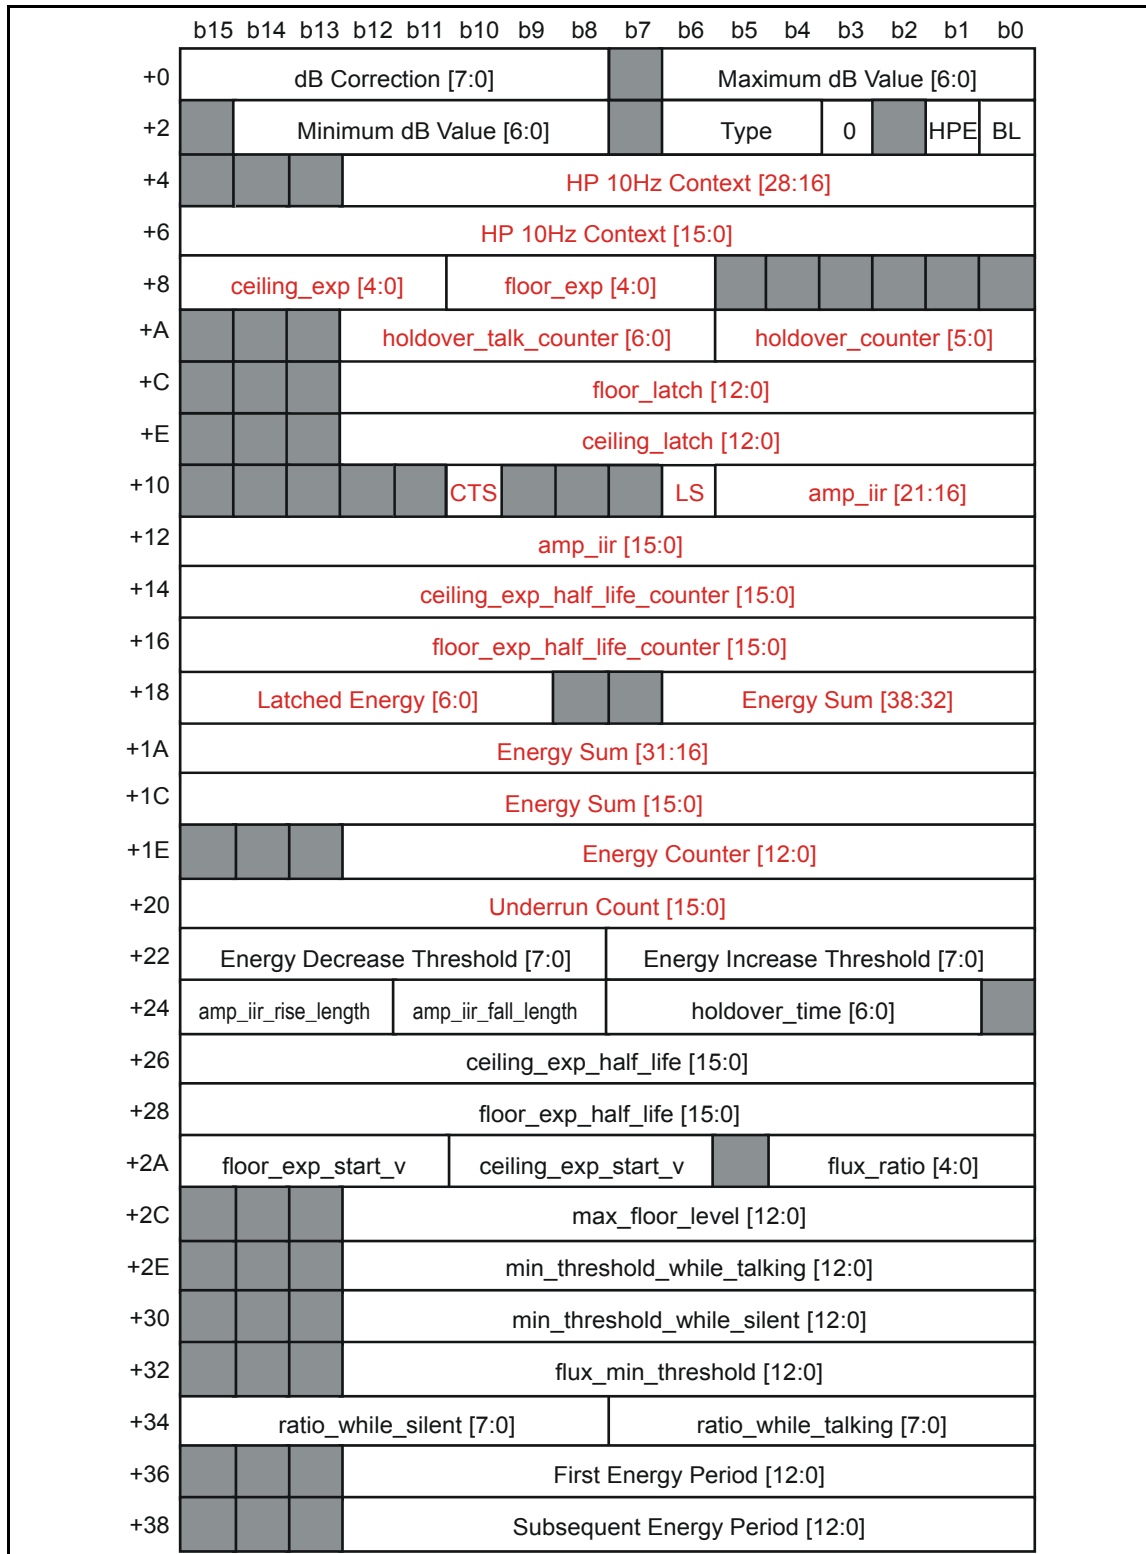 b15 b14 b13 b12 b11 b10 b9 b8 b7 b6 b5 b4 b3 b2 b1 b0
+0 dB Correction [7:0] Maximum dB Value [6:0]
+2 Minimum dB Value [6:0] Type 0 HPE BL
+4 HP 10Hz Context [28:16]
+6 HP 10Hz Context [15:0]
+8 ceiling_exp [4:0] floor_exp [4:0]
+A holdover_talk_counter [6:0] holdover_counter [5:0]
+C floor_latch [12:0]
+E ceiling_latch [12:0]
+10 CTS LS amp_iir [21:16]
+12 amp_iir [15:0]
+14 ceiling_exp_half_life_counter [15:0]
+16 floor_exp_half_life_counter [15:0]
+18 Latched Energy [6:0] Energy Sum [38:32]
+1A Energy Sum [31:16]
+1C Energy Sum [15:0]
+1E Energy Counter [12:0]
+20 Underrun Count [15:0]
+22 Energy Decrease Threshold [7:0] Energy Increase Threshold [7:0]
+24 amp_iir_rise_length amp_iir_fall_length holdover_time [6:0]
+26 ceiling_exp_half_life [15:0]
+28 floor_exp_half_life [15:0]
+2A floor_exp_start_v ceiling_exp_start_v flux_ratio [4:0]
+2C max_floor_level [12:0]
+2E min_threshold_while_talking [12:0]
+30 min_threshold_while_silent [12:0]
+32 flux_min_threshold [12:0]
+34 ratio_while_silent [7:0] ratio_while_talking [7:0]
+36 First Energy Period [12:0]
+38 Subsequent Energy Period [12:0]